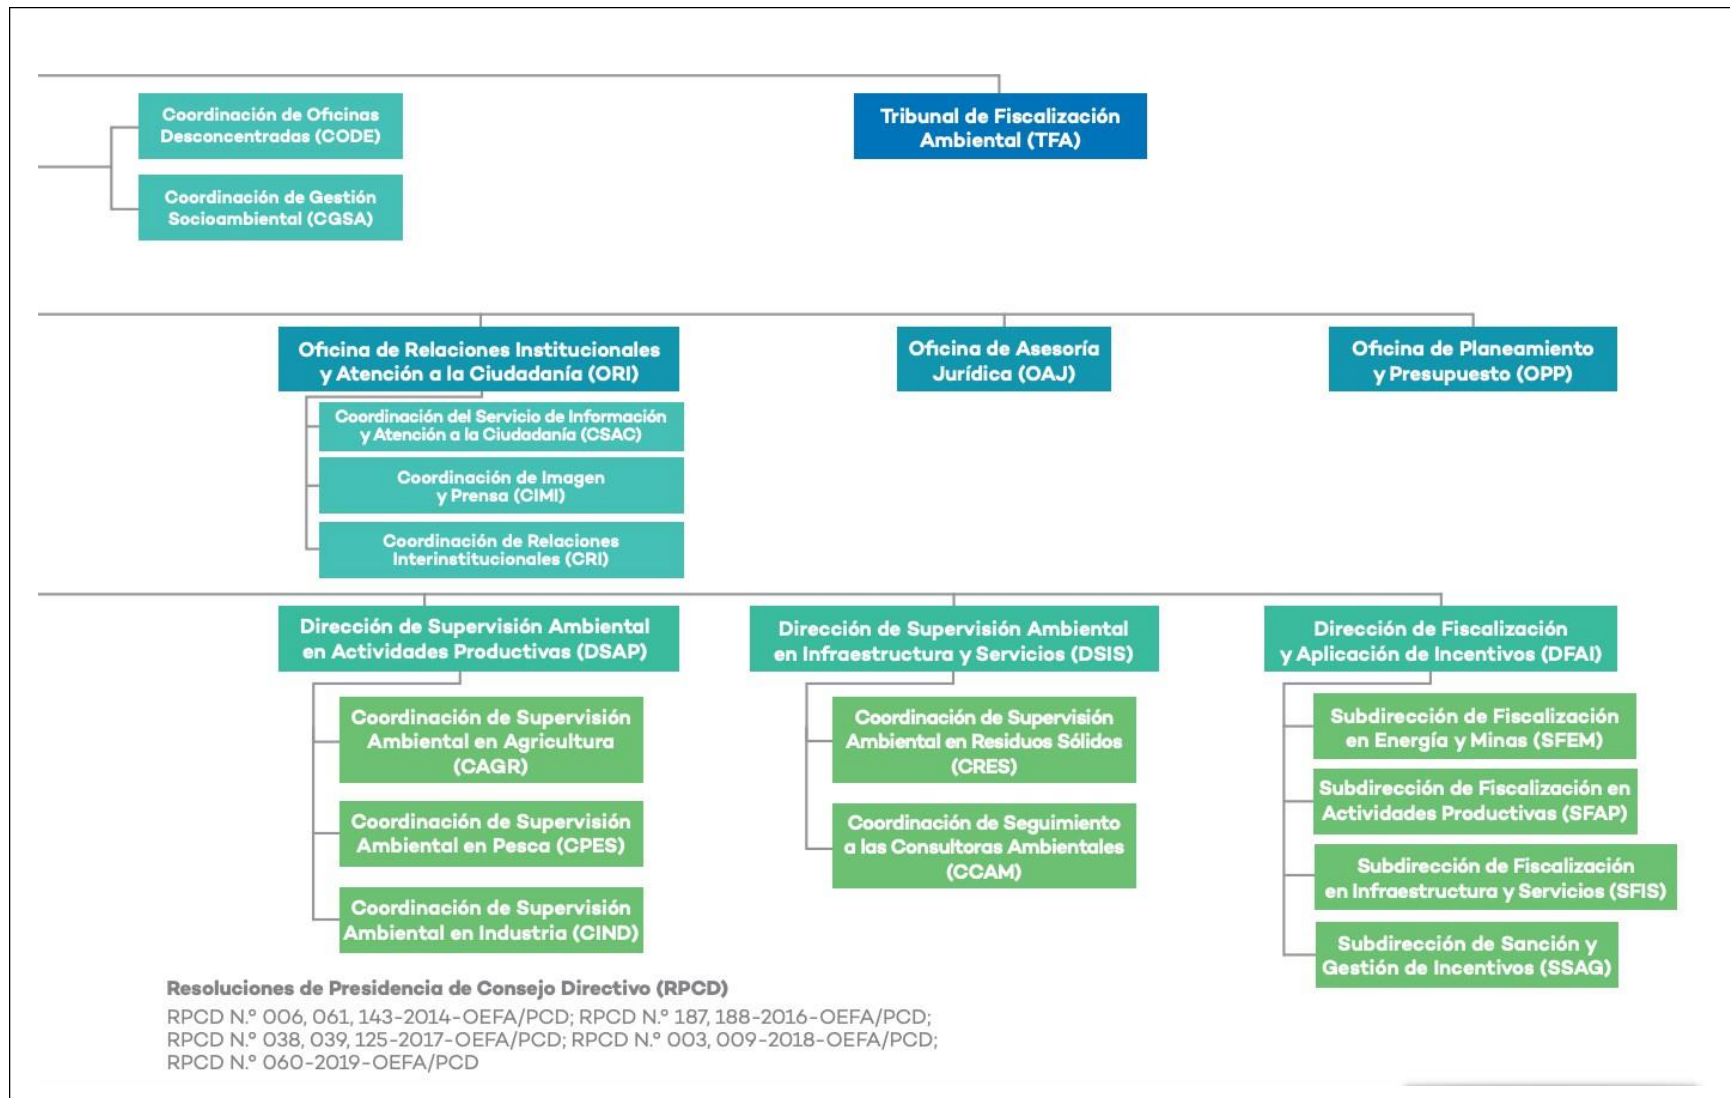 Coordinación de Oficinas
Desconcentradas (CODE)
Tribunal de Fiscalización
Ambiental (TFA)
Coordinación de Gestión
Socioambiental (CGSA)
Oficina de Relaciones Institucionales
y Atención a la Ciudadanía (ORI)
Oficina de Asesoría
Jurídica (OAJ)
Oficina de Planeamiento
y Presupuesto (OPP)
Coordinación del Servicio de Información
y Atención a la Ciudadanía (CSAC)
Coordinación de Imagen
y Prensa (CIMI)
Coordinación de Relaciones
Interinstitucionales (CRI)
Dirección de Supervisión Ambiental
en Actividades Productivas (DSAP)
Coordinación de Supervisión
Ambiental en Agricultura
(CAGR)
Coordinación de Supervisión
Ambiental en Pesca (CPES)
Coordinación de Supervisión
Ambiental en Industria (CIND)
Dirección de Supervisión Ambiental
en Infraestructura y Servicios (DSIS)
Coordinación de Supervisión
Ambiental en Residuos Sólidos
(CRES)
Coordinación de Seguimiento
a las Consultoras Ambientales
(CCAM)
Dirección de Fiscalización
y Aplicación de Incentivos (DFAI)
Subdirección de Fiscalización
en Energía y Minas (SFEM)
Subdirección de Fiscalización en
Actividades Productivas (SFAP)
Subdirección de Fiscalización
en Infraestructura y Servicios (SFIS)
Subdirección de Sanción y
Gestión de Incentivos (SSAG)
Resoluciones de Presidencia de Consejo Directivo (RPCD)
RPCD N.° 006, 061, 143-2014-OEFA/PCD; RPCD N.° 187, 188-2016-OEFA/PCD;
RPCD N.° 038, 039, 125-2017-OEFA/PCD; RPCD N.° 003, 009-2018-OEFA/PCD;
RPCD N.° 060-2019-OEFA/PCD